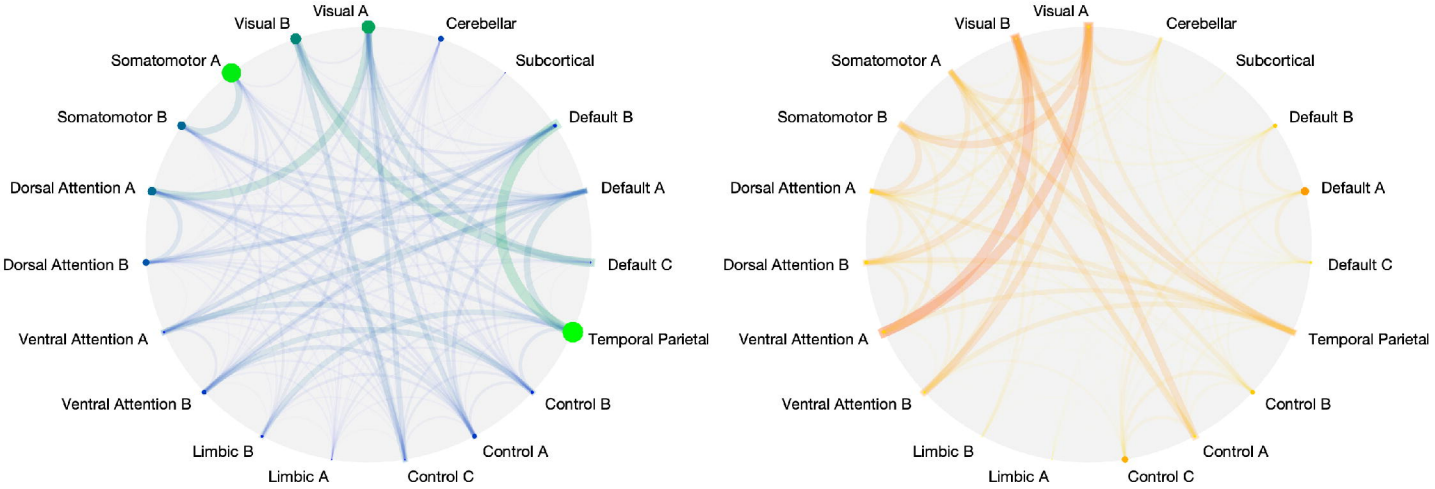 Visual A
Visual B
Cerebellar
Somatomotor A
Subcortical
Somatomotor B
Default B
Dorsal Attention A
Default A
Dorsal Attention B
Default C
Ventral Attention A
Temporal Parietal
Ventral Attention B
Control B
Limbic B
Control A
Limbic A
Control C
Visual A
Visual B
Cerebellar
Somatomotor A
Subcortical
Somatomotor B
Default B
Dorsal Attention A
Default A
Dorsal Attention B
Default C
Ventral Attention A
Temporal Parietal
Ventral Attention B
Control B
Limbic B
Control A
Limbic A
Control C